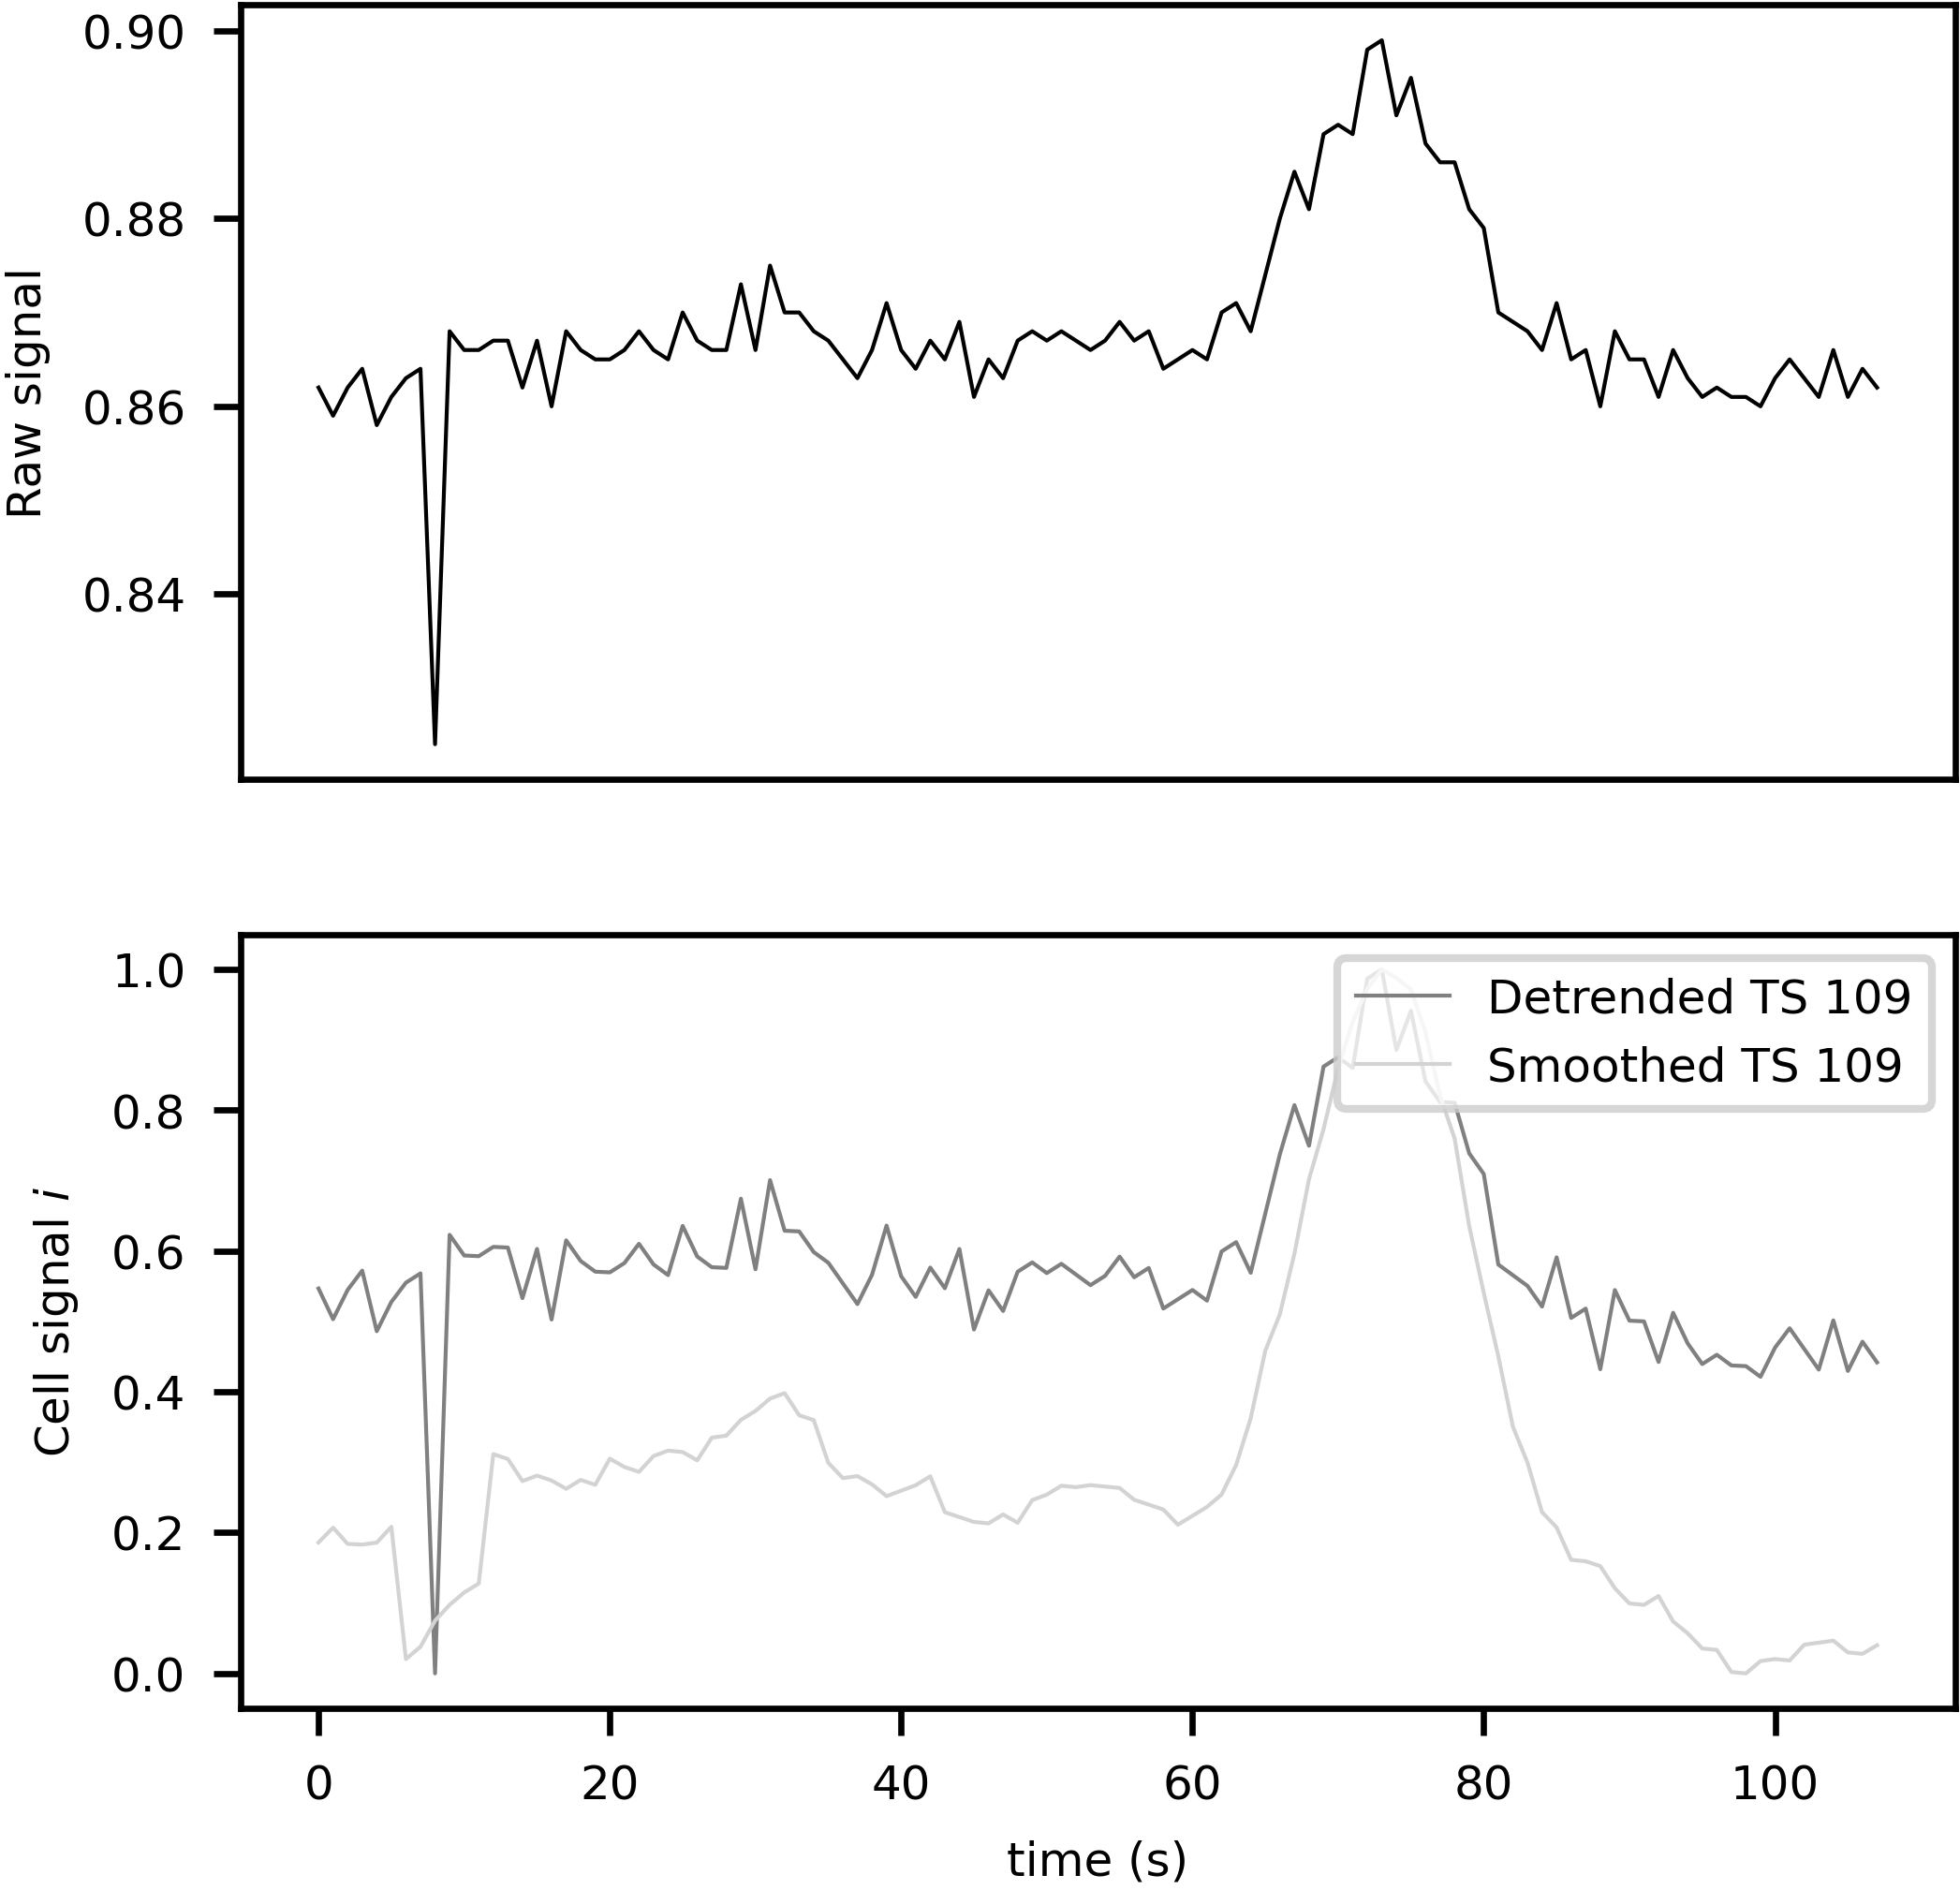 0.90
0.88
0.86
0.84
Raw signal
1.0
0.8
0.6
0.4
0.2
0.0
Cell signal i
Detrended TS 109
Smoothed TS 109
0 20 40 60 80 100
time (s)